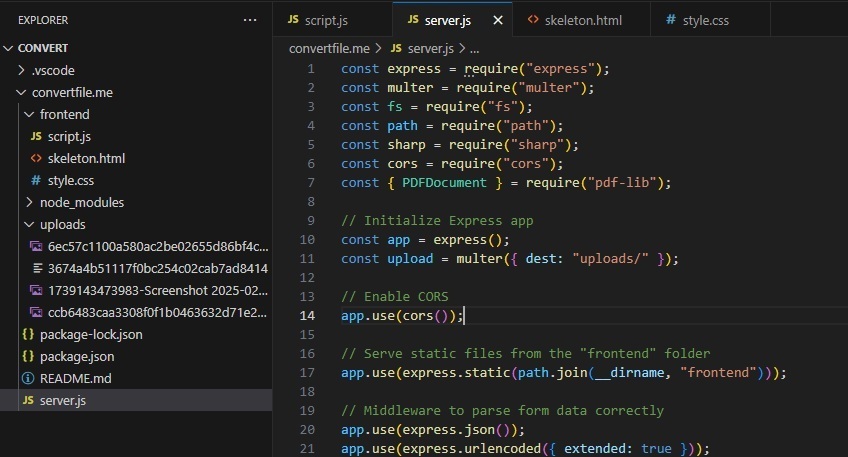 EXPLORER ...
CONVERT
.vscode
convertfile.me
frontend
JS script.js
<> skeleton.html
# style.css
node_modules
uploads
6ec57c1100a580ac2be02655d86bf4c...
3674a4b51117f0bc254c02cab7ad8414
1739143473983-Screenshot 2025-02...
ccb6483caa3308f0f1b0463632d71e2...
{} package-lock.json
{} package.json
README.md
JS server.js
JS script.js JS server.js <> skeleton.html # style.css
convertfile.me > JS server.js > ...
1 const express = require("express");
2 const multer = require("multer");
3 const fs = require("fs");
4 const path = require("path");
5 const sharp = require("sharp");
6 const cors = require("cors");
7 const { PDFDocument } = require("pdf-lib");
8
9 // Initialize Express app
10 const app = express();
11 const upload = multer({ dest: "uploads/" });
12
13 // Enable CORS
14 app.use(cors());
15
16 // Serve static files from the "frontend" folder
17 app.use(express.static(path.join(__dirname, "frontend")));
18
19 // Middleware to parse form data correctly
20 app.use(express.json());
21 app.use(express.urlencoded({ extended: true }));